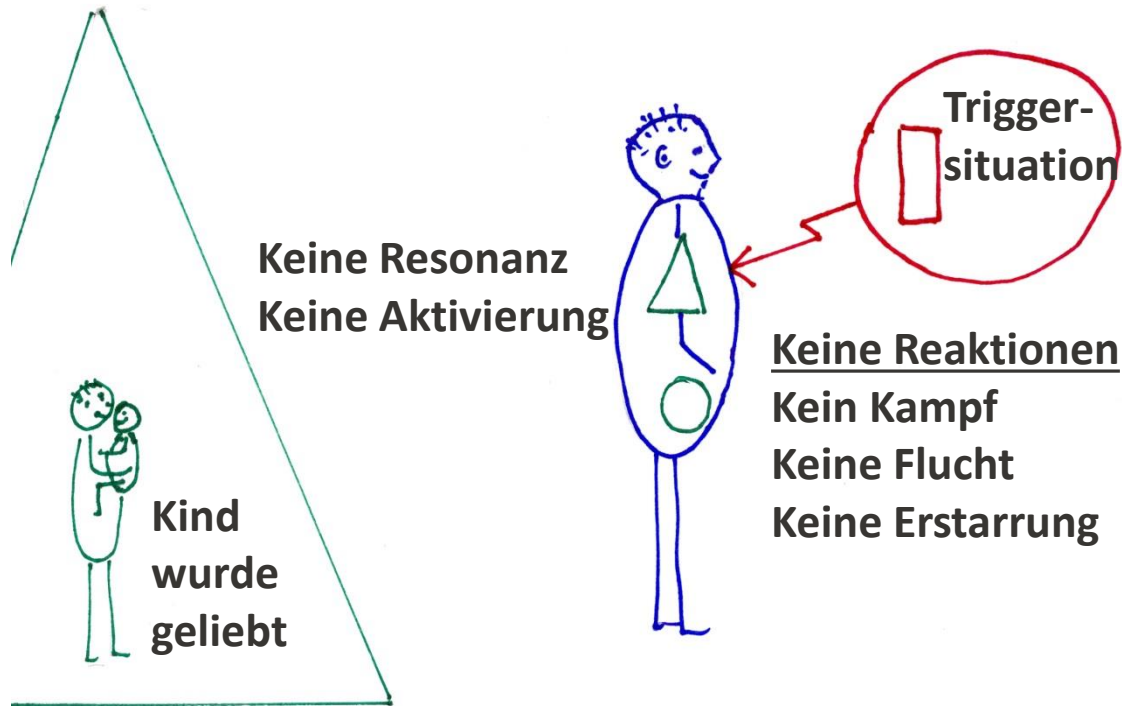 Trigger-
situation
Keine Resonanz
Keine Aktivierung
Keine Reaktionen
Kein Kampf
Keine Flucht
Keine Erstarrung
Kind
wurde
geliebt